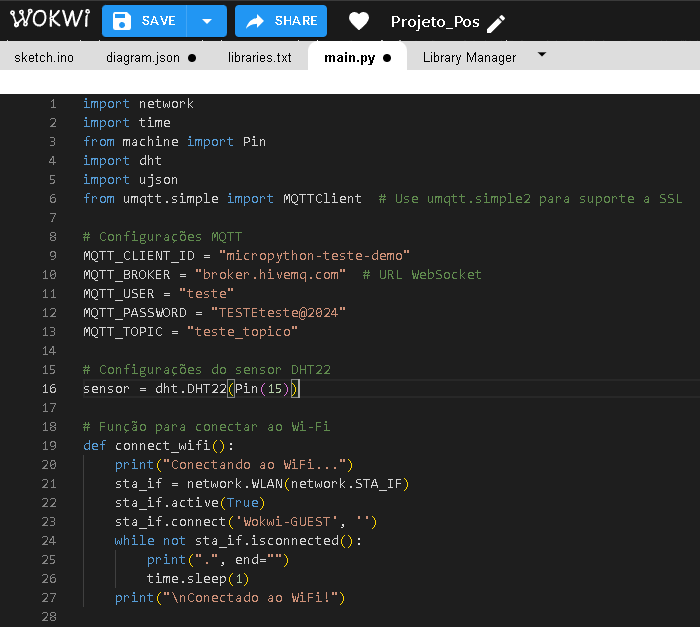 WOKWI SAVE SHARE Projeto_Pos
sketch.ino diagram.json libraries.txt main.py Library Manager
1 import network
2 import time
3 from machine import Pin
4 import dht
5 import ujson
6 from umqtt.simple import MQTTClient  # Use umqtt.simple2 para suporte a SSL
7
8 # Configurações MQTT
9 MQTT_CLIENT_ID = "micropython-teste-demo"
10 MQTT_BROKER = "broker.hivemq.com"  # URL WebSocket
11 MQTT_USER = "teste"
12 MQTT_PASSWORD = "TESTEteste@2024"
13 MQTT_TOPIC = "teste_topico"
14
15 # Configurações do sensor DHT22
16 sensor = dht.DHT22(Pin(15))
17
18 # Função para conectar ao Wi-Fi
19 def connect_wifi():
20     print("Conectando ao WiFi...")
21     sta_if = network.WLAN(network.STA_IF)
22     sta_if.active(True)
23     sta_if.connect('Wokwi-GUEST', '')
24     while not sta_if.isconnected():
25         print(".", end="")
26         time.sleep(1)
27     print("\nConectado ao WiFi!")
28